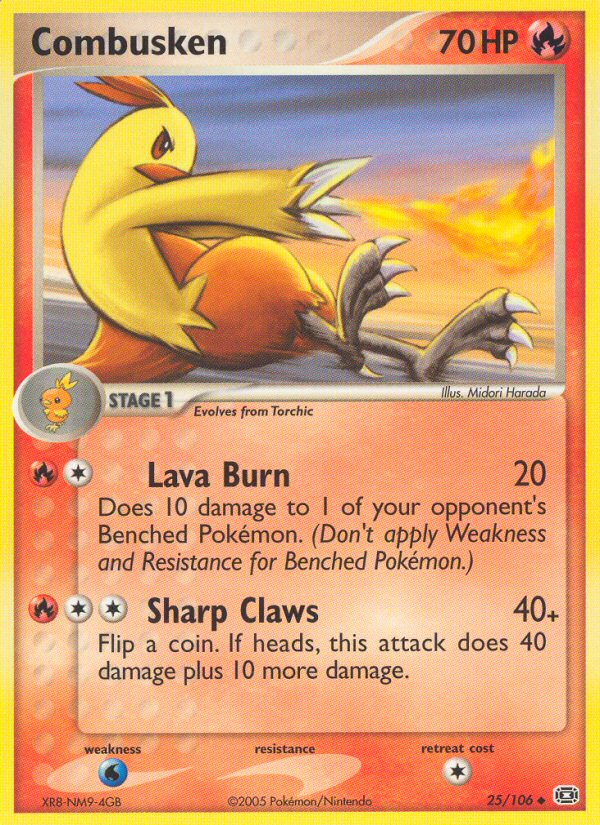 Combusken
70 HP
Illus. Midori Harada
STAGE 1
Evolves from Torchic
Lava Burn 20
Does 10 damage to 1 of your opponent's
Benched Pokémon. (Don't apply Weakness
and Resistance for Benched Pokémon.)
Sharp Claws 40+
Flip a coin. If heads, this attack does 40
damage plus 10 more damage.
weakness resistance retreat cost
XR8-NM9-4GB ©2005 Pokémon/Nintendo 25/106